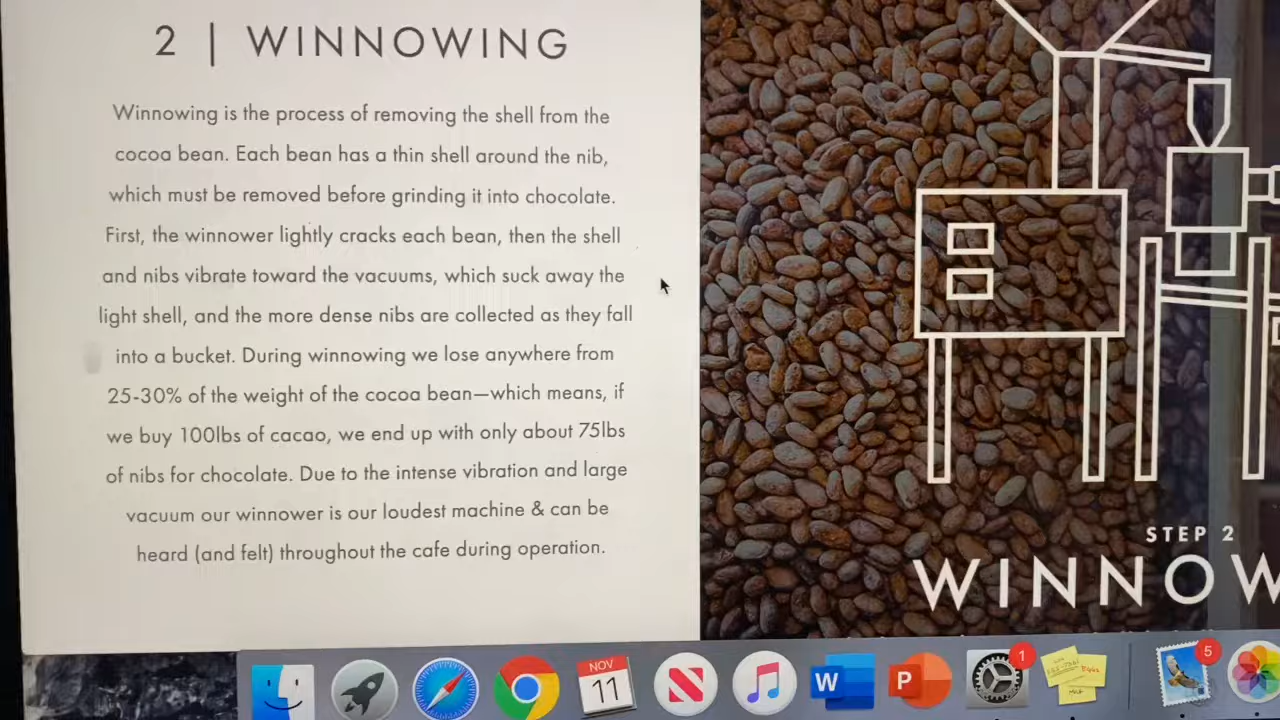 2 | WINNOWING
Winnowing is the process of removing the shell from the
cocoa bean. Each bean has a thin shell around the nib,
which must be removed before grinding it into chocolate.
First, the winnower lightly cracks each bean, then the shell
and nibs vibrate toward the vacuums, which suck away the
light shell, and the more dense nibs are collected as they fall
into a bucket. During winnowing we lose anywhere from
25-30% of the weight of the cocoa bean—which means, if
we buy 100lbs of cacao, we end up with only about 75lbs
of nibs for chocolate. Due to the intense vibration and large
vacuum our winnower is our loudest machine & can be
heard (and felt) throughout the cafe during operation.
STEP 2
WINNOW
NOV
11
W
P
1
5